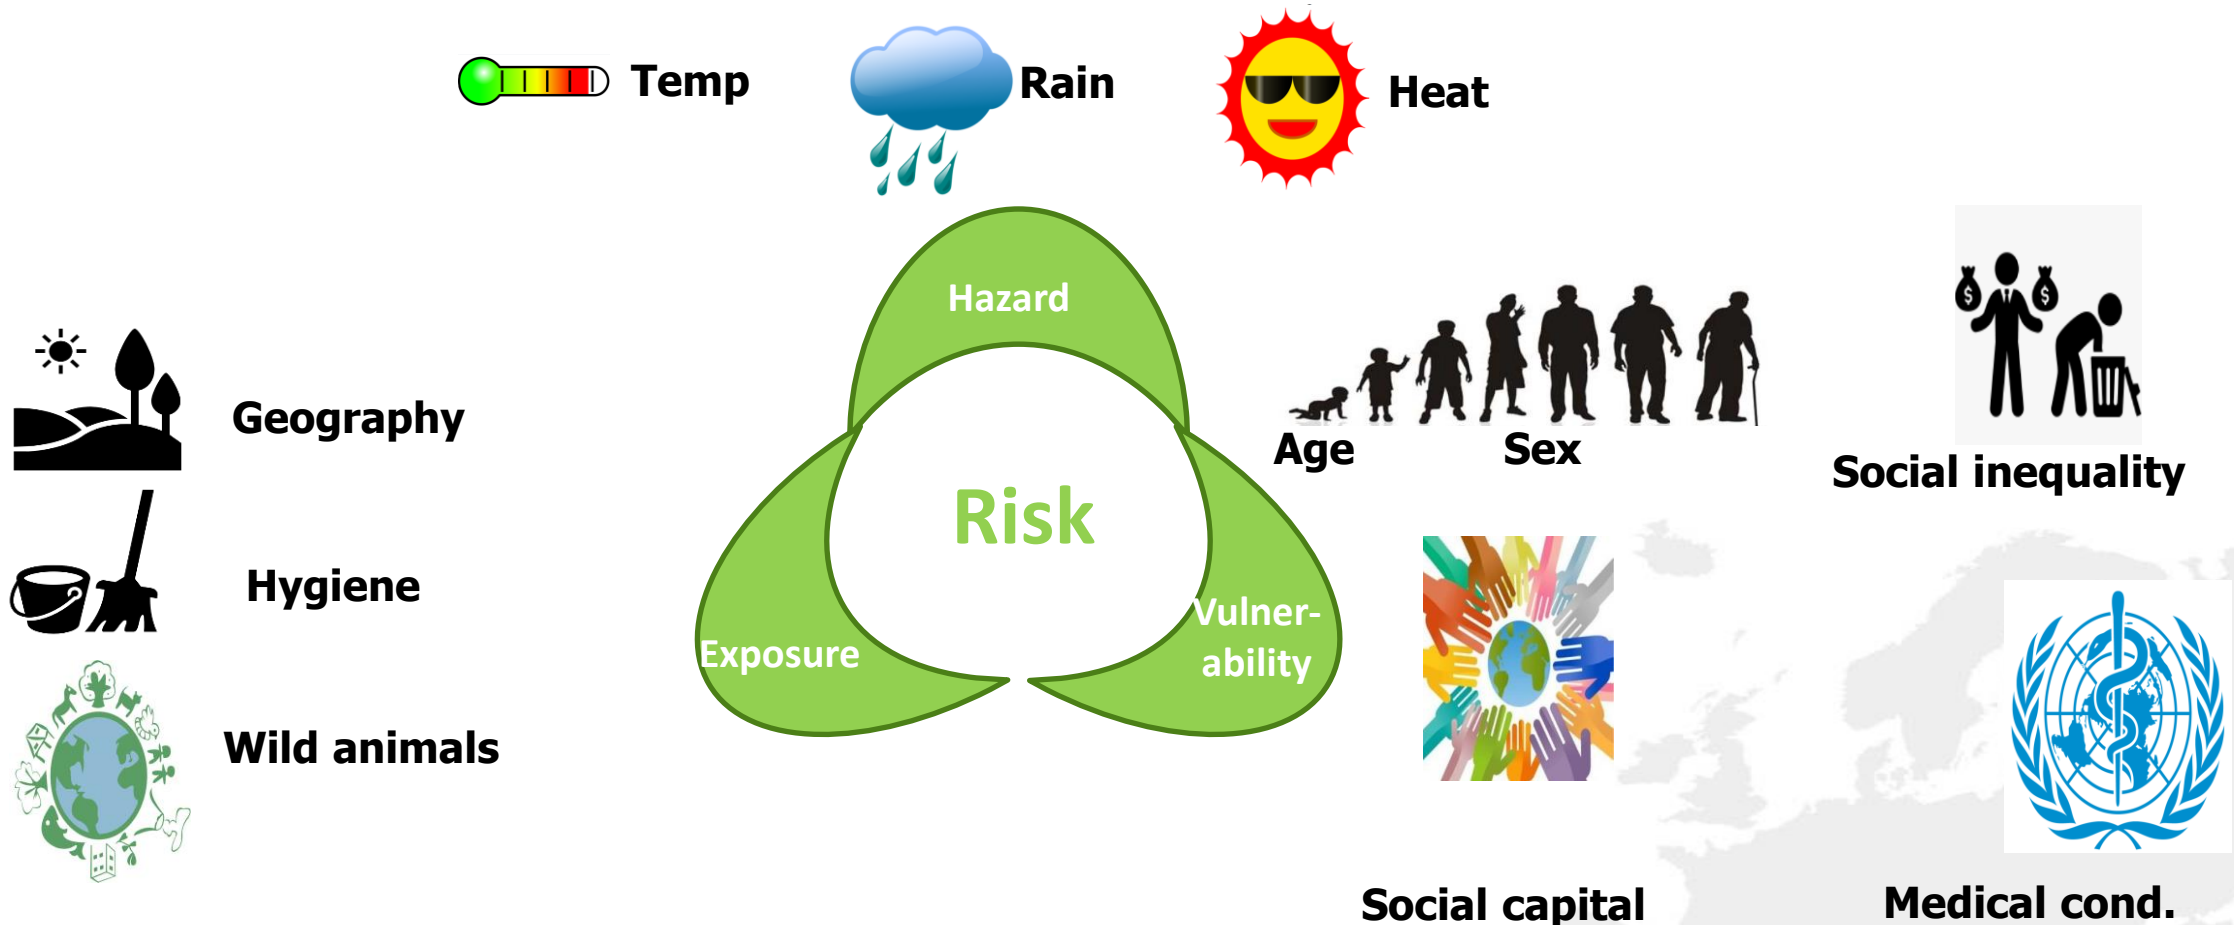 Temp
Rain
Heat
Hazard
Geography
Age
Sex
$ $
Social inequality
Risk
Hygiene
Vulner-
ability
Exposure
Wild animals
Social capital
Medical cond.